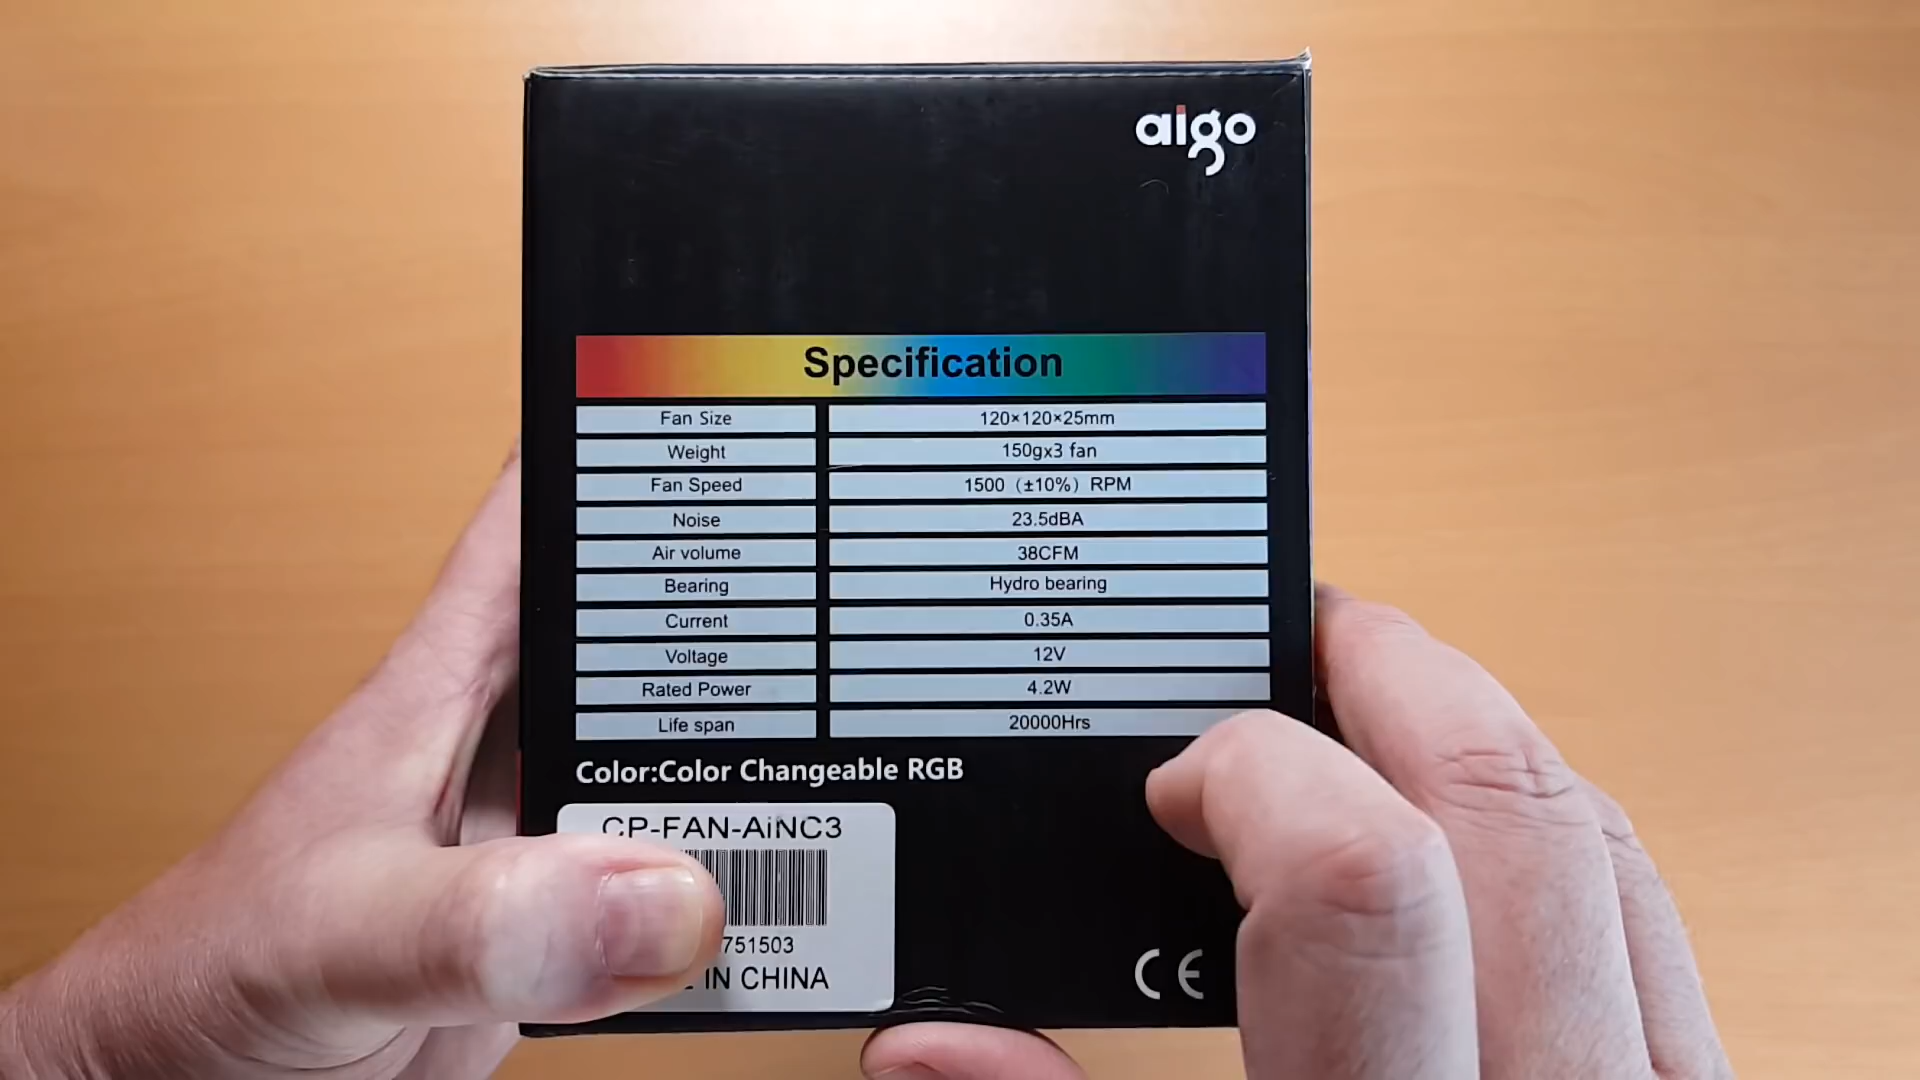 aigo
Specification
Fan Size 120×120×25mm
Weight 150gx3 fan
Fan Speed 1500（±10%）RPM
Noise 23.5dBA
Air volume 38CFM
Bearing Hydro bearing
Current 0.35A
Voltage 12V
Rated Power 4.2W
Life span 20000Hrs
Color:Color Changeable RGB
CP-FAN-AiNC3
751503
IN CHINA
CE